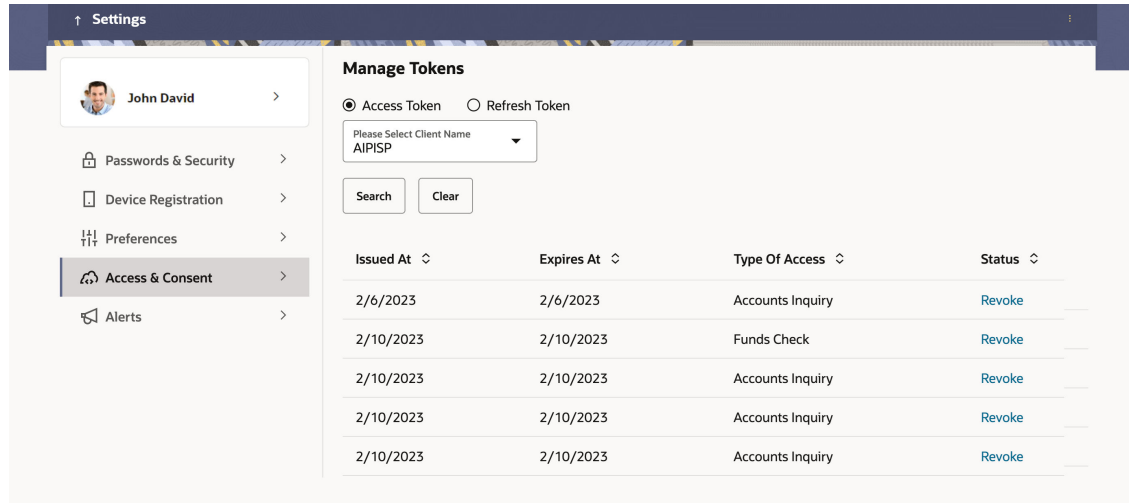 Settings
John David
Passwords & Security
Device Registration
Preferences
Access & Consent
Alerts
Manage Tokens
Access Token Refresh Token
Please Select Client Name
AIPISP
Search Clear
Issued At Expires At Type Of Access Status
2/6/2023 2/6/2023 Accounts Inquiry Revoke
2/10/2023 2/10/2023 Funds Check Revoke
2/10/2023 2/10/2023 Accounts Inquiry Revoke
2/10/2023 2/10/2023 Accounts Inquiry Revoke
2/10/2023 2/10/2023 Accounts Inquiry Revoke